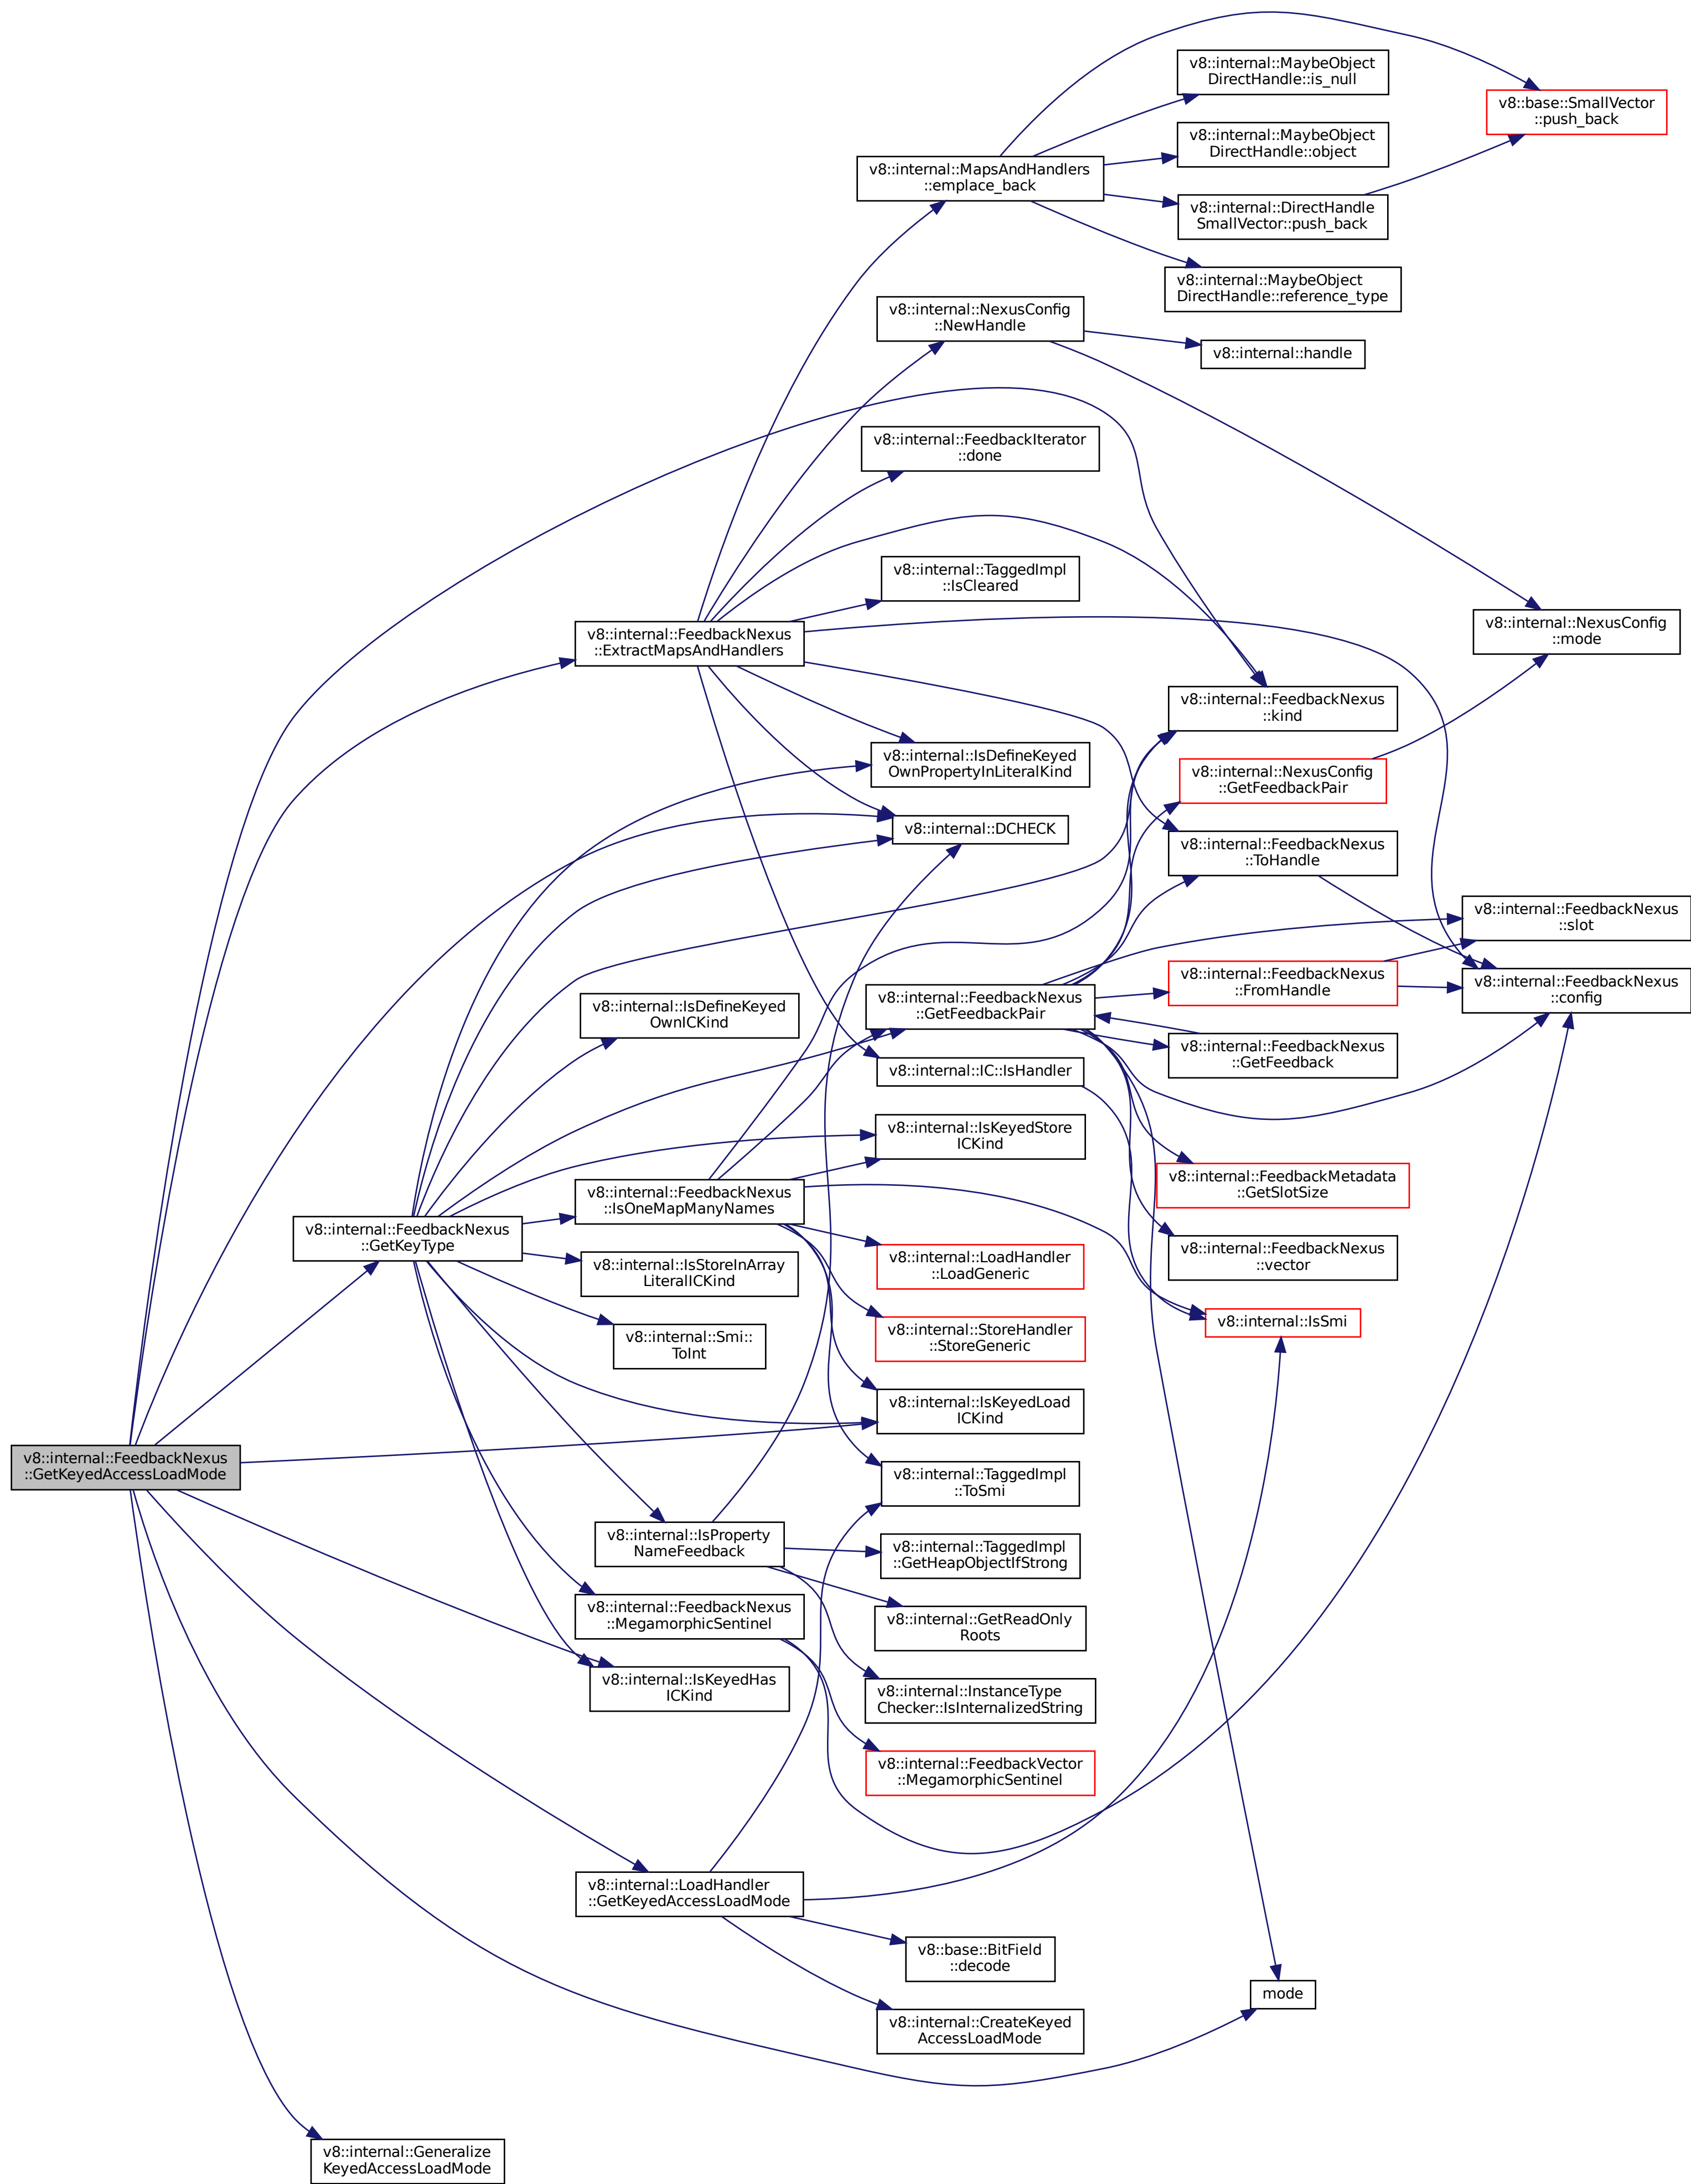 v8::internal::MaybeObject
DirectHandle::is_null
v8::base::SmallVector
::push_back
v8::internal::MaybeObject
DirectHandle::object
v8::internal::MapsAndHandlers
::emplace_back
v8::internal::DirectHandle
SmallVector::push_back
v8::internal::MaybeObject
DirectHandle::reference_type
v8::internal::NexusConfig
::NewHandle
v8::internal::handle
v8::internal::FeedbackIterator
::done
v8::internal::TaggedImpl
::IsCleared
v8::internal::FeedbackNexus
::ExtractMapsAndHandlers
v8::internal::NexusConfig
::mode
v8::internal::FeedbackNexus
::kind
v8::internal::IsDefineKeyed
OwnPropertyInLiteralKind
v8::internal::NexusConfig
::GetFeedbackPair
v8::internal::DCHECK
v8::internal::FeedbackNexus
::ToHandle
v8::internal::FeedbackNexus
::slot
v8::internal::IsDefineKeyed
OwnICKind
v8::internal::FeedbackNexus
::GetFeedbackPair
v8::internal::FeedbackNexus
::FromHandle
v8::internal::FeedbackNexus
::config
v8::internal::FeedbackNexus
::GetFeedback
v8::internal::IC::IsHandler
v8::internal::IsKeyedStore
ICKind
v8::internal::FeedbackMetadata
::GetSlotSize
v8::internal::FeedbackNexus
::IsOneMapManyNames
v8::internal::FeedbackNexus
::GetKeyType
v8::internal::FeedbackNexus
::vector
v8::internal::LoadHandler
::LoadGeneric
v8::internal::IsStoreInArray
LiteralICKind
v8::internal::IsSmi
v8::internal::StoreHandler
::StoreGeneric
v8::internal::Smi::
ToInt
v8::internal::IsKeyedLoad
ICKind
v8::internal::FeedbackNexus
::GetKeyedAccessLoadMode
v8::internal::TaggedImpl
::ToSmi
v8::internal::IsProperty
NameFeedback
v8::internal::TaggedImpl
::GetHeapObjectIfStrong
v8::internal::FeedbackNexus
::MegamorphicSentinel
v8::internal::GetReadOnly
Roots
v8::internal::IsKeyedHas
ICKind
v8::internal::InstanceType
Checker::IsInternalizedString
v8::internal::FeedbackVector
::MegamorphicSentinel
v8::internal::LoadHandler
::GetKeyedAccessLoadMode
v8::base::BitField
::decode
mode
v8::internal::CreateKeyed
AccessLoadMode
v8::internal::Generalize
KeyedAccessLoadMode